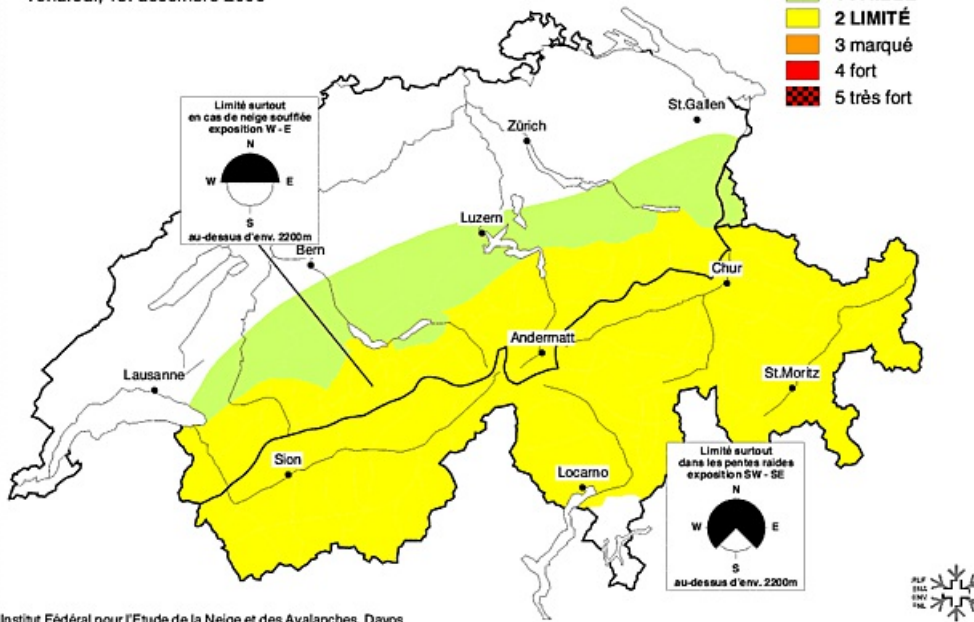 2 LIMITÉ
3 marqué
4 fort
5 très fort
Limité surtout
en cas de neige soufflée
exposition W - E
N
W E
S
au-dessus d'env. 2200m
St.Gallen
Zürich
Luzern
Bern
Chur
Andermatt
Lausanne
St.Moritz
Sion
Locarno
Limité surtout
dans les pentes raides
exposition SW - SE
N
W E
S
au-dessus d'env. 2200m
Institut Fédéral pour l'Etude de la Neige et des Avalanches, Davos